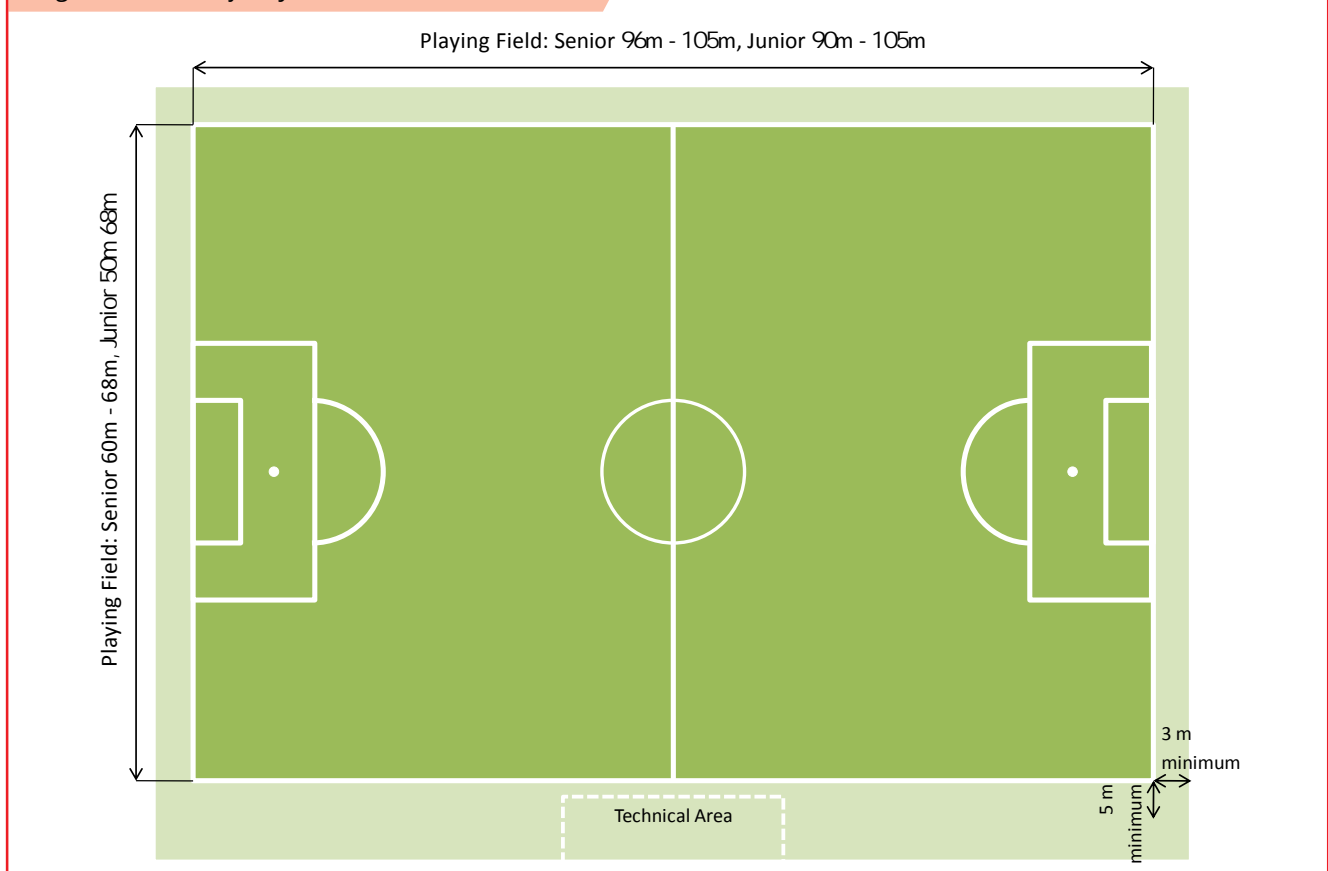 Playing Field: Senior 96m - 105m, Junior 90m - 105m
Playing Field: Senior 60m - 68m, Junior 50m 68m
3 m
minimum
5 m
minimum
Technical Area